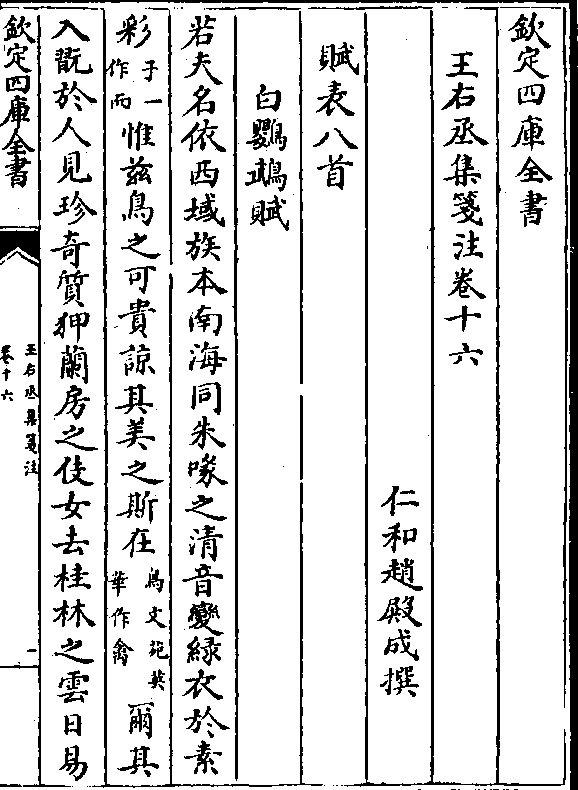 欽定四庫全書
王右丞集箋注卷十六
仁和趙殿成撰
賦表八首
白鸚鵡賦
若夫名依西域族本南海同朱喙之清音變緑衣於素
彩于一作而惟兹鳥之可貴諒其美之斯在鳥文苑英華作禽爾其
入翫於人見珍奇質狎蘭房之伎女去桂林之雲日易
欽定四庫全書
王右丞集箋注
卷十六
一